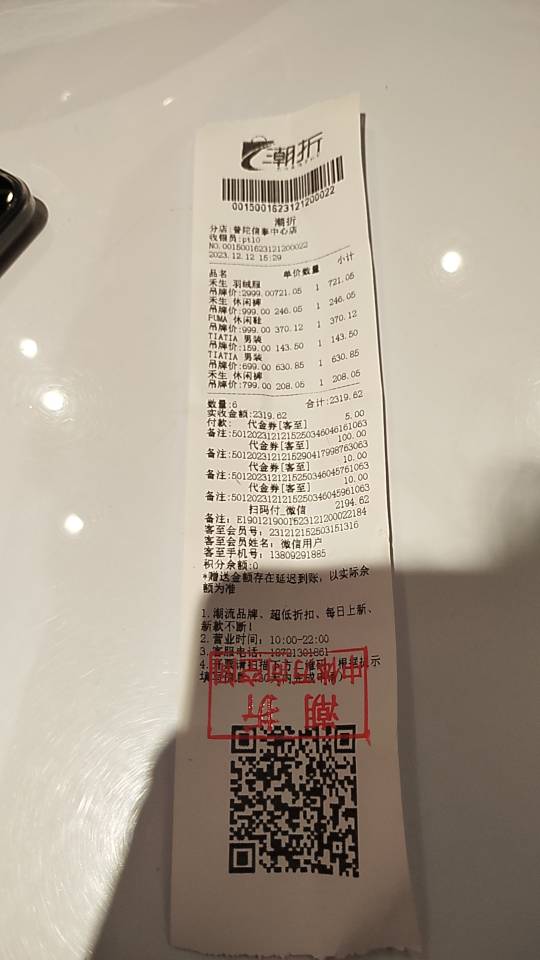 潮折
0015001623121200022
潮折
分店:普陀信泰中心店
收银员:pt10
NO.0015001623121200022
2023.12.12 15:29
品名 单价 数量 小计
禾生 羽绒服
吊牌价:2999.00 721.05 1 721.05
禾生 休闲裤
吊牌价:999.00 246.05 1 246.05
PUMA 休闲鞋
吊牌价:999.00 370.12 1 370.12
TIATIA 男装
吊牌价:159.00 143.50 1 143.50
TIATIA 男装
吊牌价:699.00 630.85 1 630.85
禾生 休闲裤
吊牌价:799.00 208.05 1 208.05
数量:6 合计:2319.62
实收金额:2319.62
付款: 代金券[客至] 5.00
备注:5012023121215250346046161063
代金券[客至] 100.00
备注:5012023121215290417998763063
代金券[客至] 10.00
备注:5012023121215250346045761063
代金券[客至] 10.00
备注:5012023121215250346045961063
扫码付_微信 2194.62
备注: E1901219001623121200022184
客至会员号: 231212152503151316
客至会员姓名: 微信用户
客至手机号: 13809291885
积分余额:0
*赠送金额存在延迟到账，以实际余
额为准
1.潮流品牌、超低折扣、每日上新、
新款不断！
2.营业时间：10:00-22:00
3.客服电话：18721301861
潮折